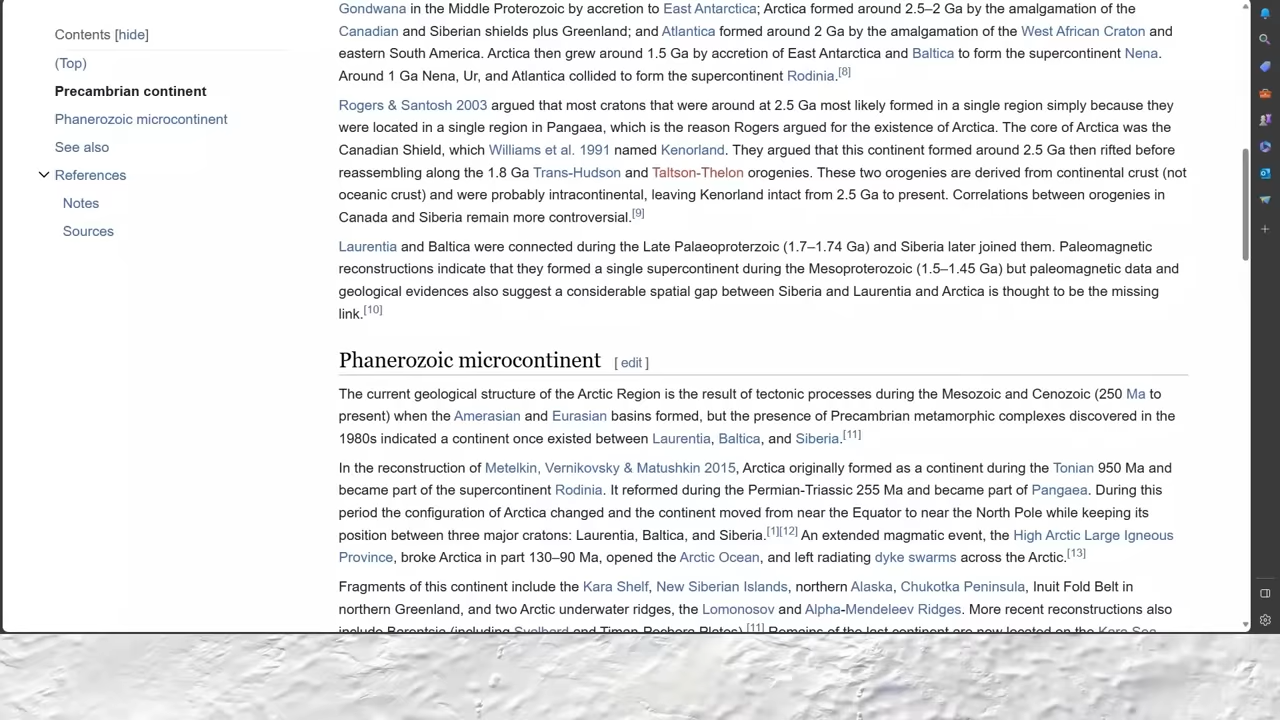 Contents [hide]
(Top)
Precambrian continent
Phanerozoic microcontinent
See also
References
Notes
Sources
Gondwana in the Middle Proterozoic by accretion to East Antarctica; Arctica formed around 2.5–2 Ga by the amalgamation of the
Canadian and Siberian shields plus Greenland; and Atlantica formed around 2 Ga by the amalgamation of the West African Craton and
eastern South America. Arctica then grew around 1.5 Ga by accretion of East Antarctica and Baltica to form the supercontinent Nena.
Around 1 Ga Nena, Ur, and Atlantica collided to form the supercontinent Rodinia.[8]
Rogers & Santosh 2003 argued that most cratons that were around at 2.5 Ga most likely formed in a single region simply because they
were located in a single region in Pangaea, which is the reason Rogers argued for the existence of Arctica. The core of Arctica was the
Canadian Shield, which Williams et al. 1991 named Kenorland. They argued that this continent formed around 2.5 Ga then rifted before
reassembling along the 1.8 Ga Trans-Hudson and Taltson-Thelon orogenies. These two orogenies are derived from continental crust (not
oceanic crust) and were probably intracontinental, leaving Kenorland intact from 2.5 Ga to present. Correlations between orogenies in
Canada and Siberia remain more controversial.[9]
Laurentia and Baltica were connected during the Late Palaeoproterzoic (1.7–1.74 Ga) and Siberia later joined them. Paleomagnetic
reconstructions indicate that they formed a single supercontinent during the Mesoproterozoic (1.5–1.45 Ga) but paleomagnetic data and
geological evidences also suggest a considerable spatial gap between Siberia and Laurentia and Arctica is thought to be the missing
link.[10]
Phanerozoic microcontinent [ edit ]
The current geological structure of the Arctic Region is the result of tectonic processes during the Mesozoic and Cenozoic (250 Ma to
present) when the Amerasian and Eurasian basins formed, but the presence of Precambrian metamorphic complexes discovered in the
1980s indicated a continent once existed between Laurentia, Baltica, and Siberia.[11]
In the reconstruction of Metelkin, Vernikovsky & Matushkin 2015, Arctica originally formed as a continent during the Tonian 950 Ma and
became part of the supercontinent Rodinia. It reformed during the Permian-Triassic 255 Ma and became part of Pangaea. During this
period the configuration of Arctica changed and the continent moved from near the Equator to near the North Pole while keeping its
position between three major cratons: Laurentia, Baltica, and Siberia.[1][12] An extended magmatic event, the High Arctic Large Igneous
Province, broke Arctica in part 130–90 Ma, opened the Arctic Ocean, and left radiating dyke swarms across the Arctic.[13]
Fragments of this continent include the Kara Shelf, New Siberian Islands, northern Alaska, Chukotka Peninsula, Inuit Fold Belt in
northern Greenland, and two Arctic underwater ridges, the Lomonosov and Alpha-Mendeleev Ridges. More recent reconstructions also
include Barentsia (including Svalbard and Timan-Pechora Plates).[11] Remains of the last continent are now located on the Kara Sea